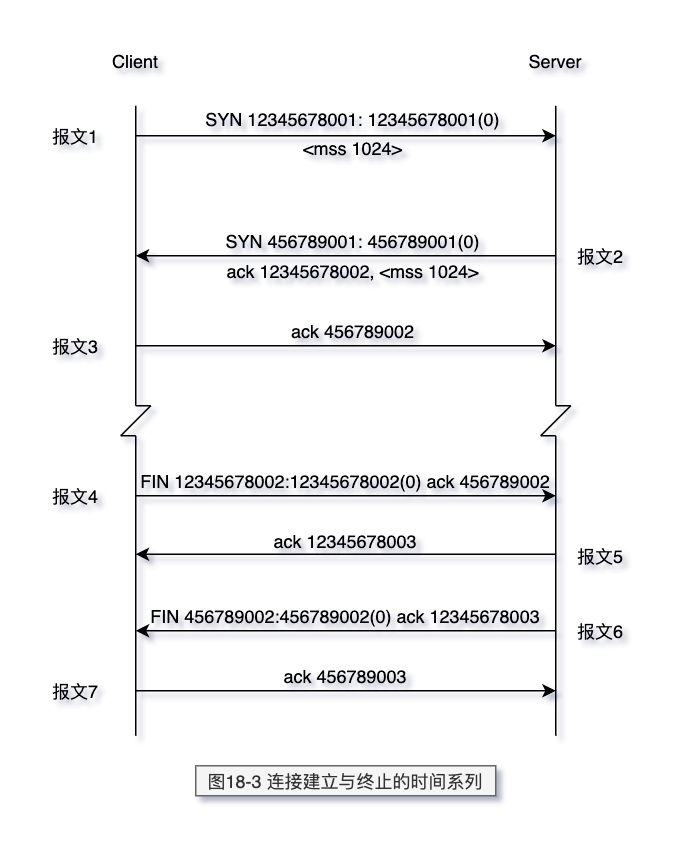 Client
Server
SYN 12345678001: 12345678001(0)
报文1
<mss 1024>
SYN 456789001: 456789001(0)
报文2
ack 12345678002, <mss 1024>
ack 456789002
报文3
FIN 12345678002:12345678002(0) ack 456789002
报文4
ack 12345678003
报文5
FIN 456789002:456789002(0) ack 12345678003
报文6
ack 456789003
报文7
图18-3 连接建立与终止的时间系列